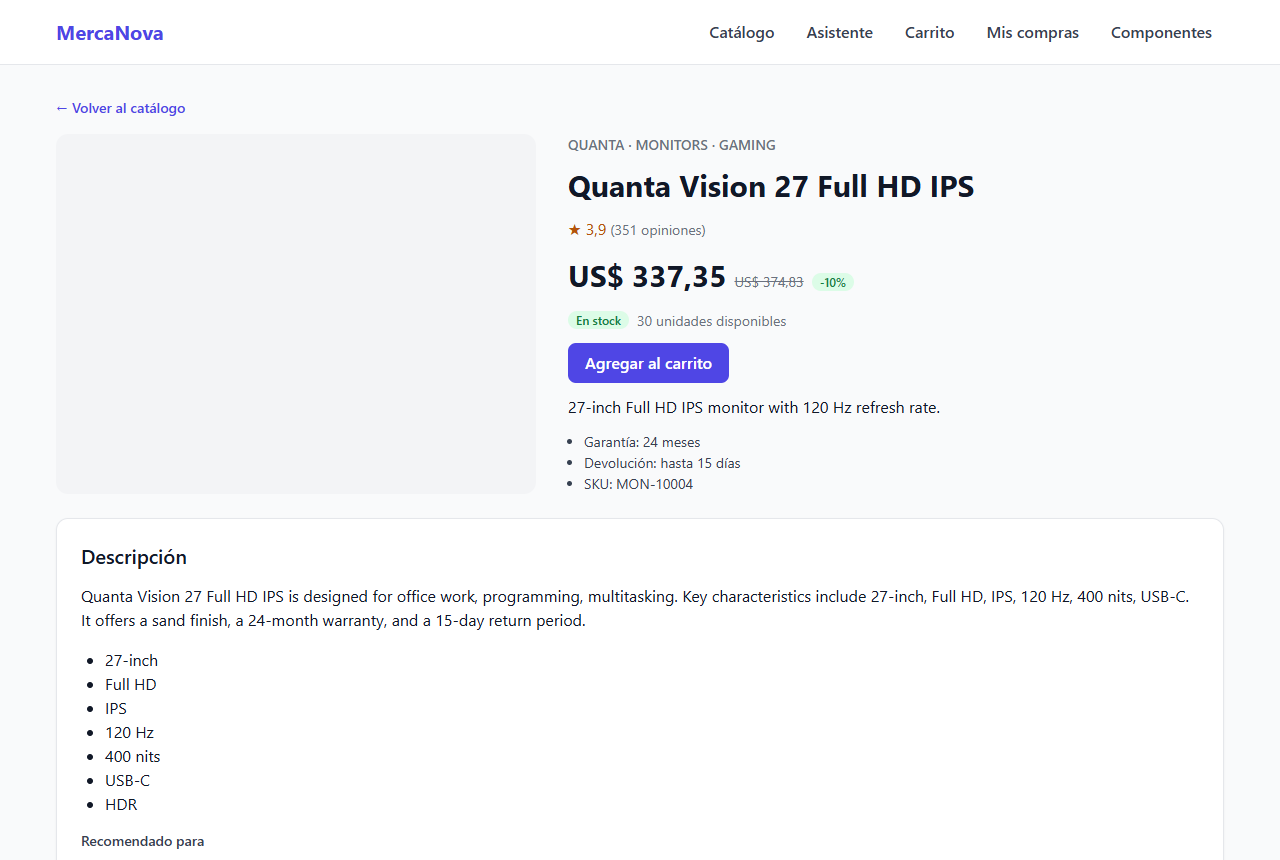 MercaNova
Catálogo
Asistente
Carrito
Mis compras
Componentes
← Volver al catálogo
QUANTA · MONITORS · GAMING
Quanta Vision 27 Full HD IPS
★ 3,9 (351 opiniones)
US$ 337,35 US$ 374,83 -10%
En stock 30 unidades disponibles
Agregar al carrito
27-inch Full HD IPS monitor with 120 Hz refresh rate.
• Garantía: 24 meses
• Devolución: hasta 15 días
• SKU: MON-10004
Descripción
Quanta Vision 27 Full HD IPS is designed for office work, programming, multitasking. Key characteristics include 27-inch, Full HD, IPS, 120 Hz, 400 nits, USB-C.
It offers a sand finish, a 24-month warranty, and a 15-day return period.
• 27-inch
• Full HD
• IPS
• 120 Hz
• 400 nits
• USB-C
• HDR
Recomendado para